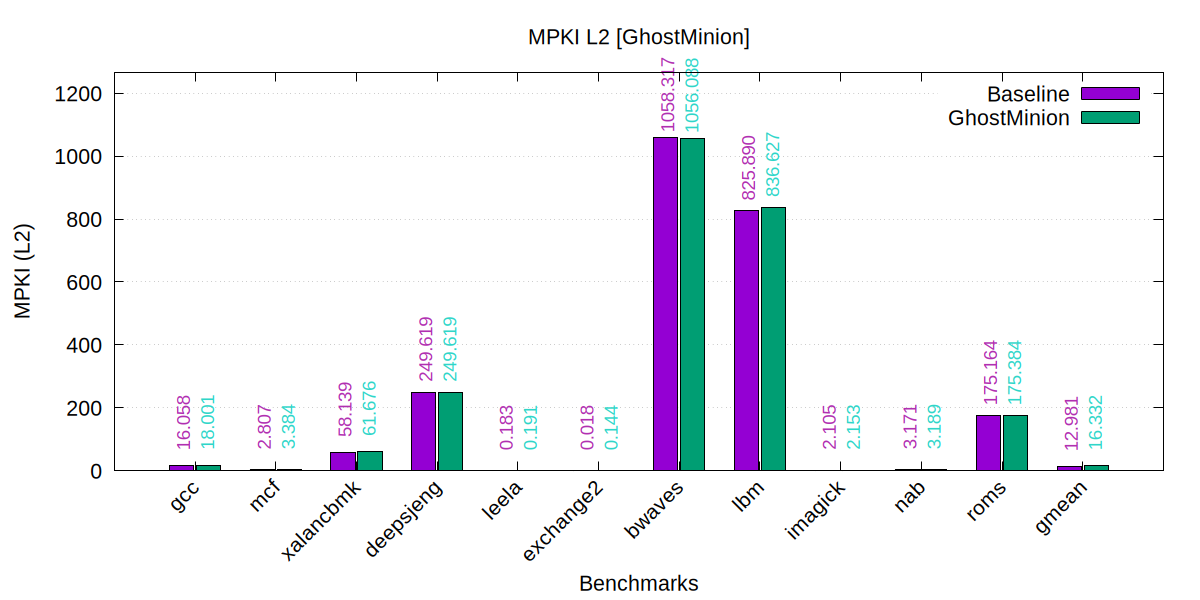 MPKI L2 [GhostMinion]
MPKI (L2)
1200
1000
800
600
400
200
0
Baseline
GhostMinion
16.058
18.001
2.807
3.384
58.139
61.676
249.619
249.619
0.183
0.191
0.018
0.144
1058.317
1056.088
825.890
836.627
2.105
2.153
3.171
3.189
175.164
175.384
12.981
16.332
gcc
mcf
xalancbmk
deepsjeng
leela
exchange2
bwaves
lbm
imagick
nab
roms
gmean
Benchmarks